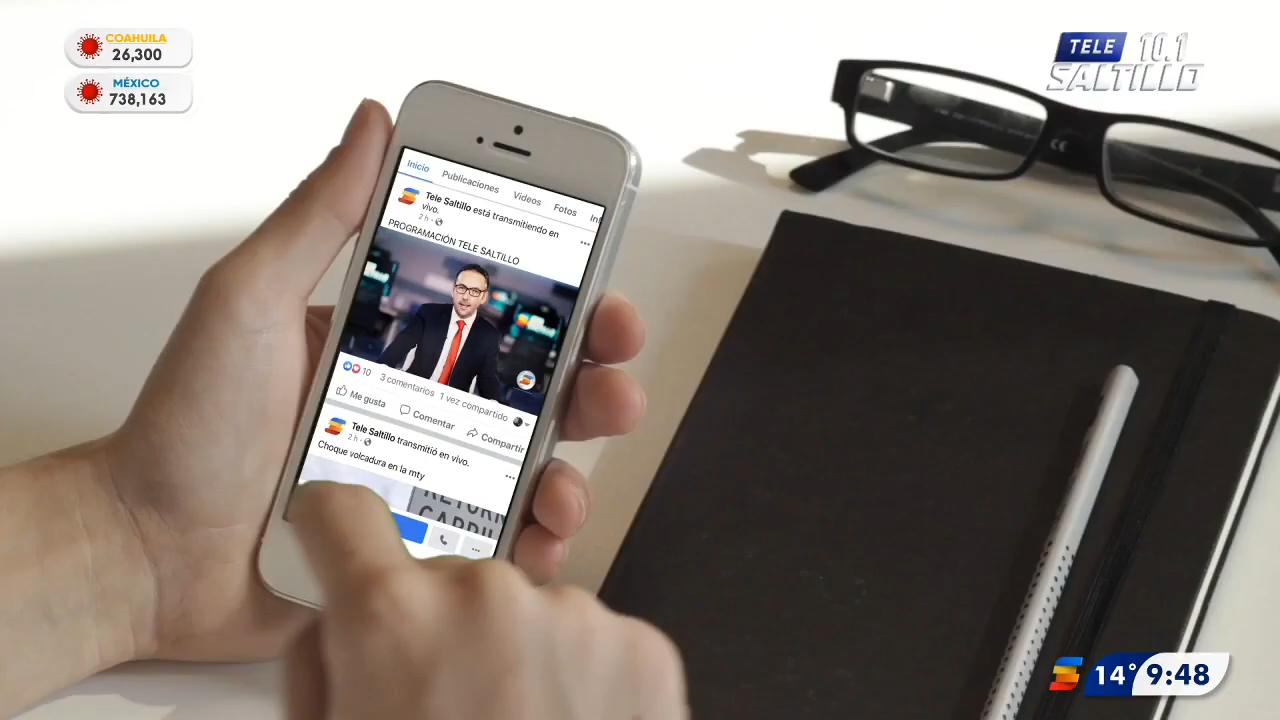 COAHUILA
26,300
MÉXICO
738,163
TELE 10.1
SALTILLO
Inicio Publicaciones Videos Fotos
Tele Saltillo está transmitiendo en
vivo.
2 h
PROGRAMACIÓN TELE SALTILLO
10 3 comentarios 1 vez compartido
Me gusta Comentar Compartir
Tele Saltillo transmitió en vivo.
2 h
Choque volcadura en la mty
CE
14° 9:48